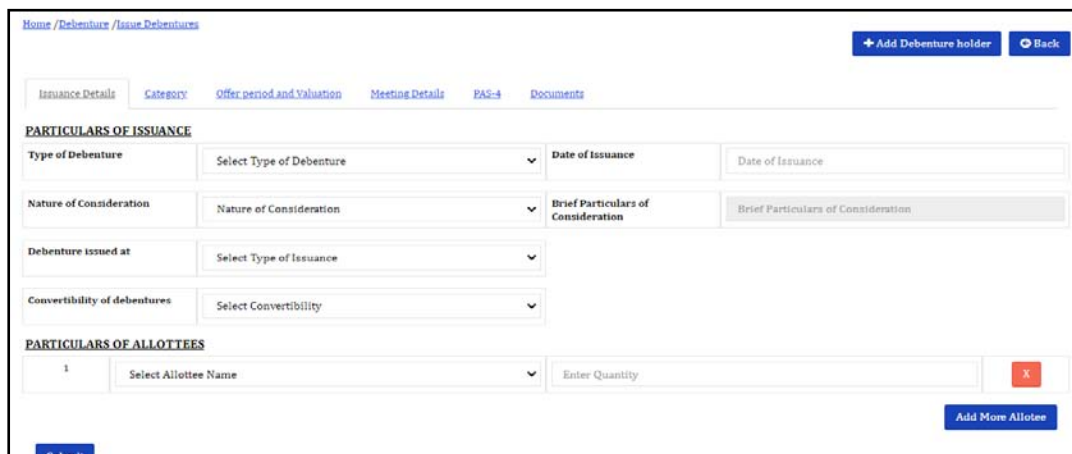 Home /Debenture /Issue Debentures
+ Add Debenture holder
Back
Issuance Details Category Offer period and Valuation Meeting Details PAS-4 Documents
PARTICULARS OF ISSUANCE
Type of Debenture Select Type of Debenture Date of Issuance Date of Issuance
Nature of Consideration Nature of Consideration Brief Particulars of Consideration Brief Particulars of Consideration
Debenture issued at Select Type of Issuance
Convertibility of debentures Select Convertibility
PARTICULARS OF ALLOTTEES
1 Select Allottee Name Enter Quantity X
Add More Allotee